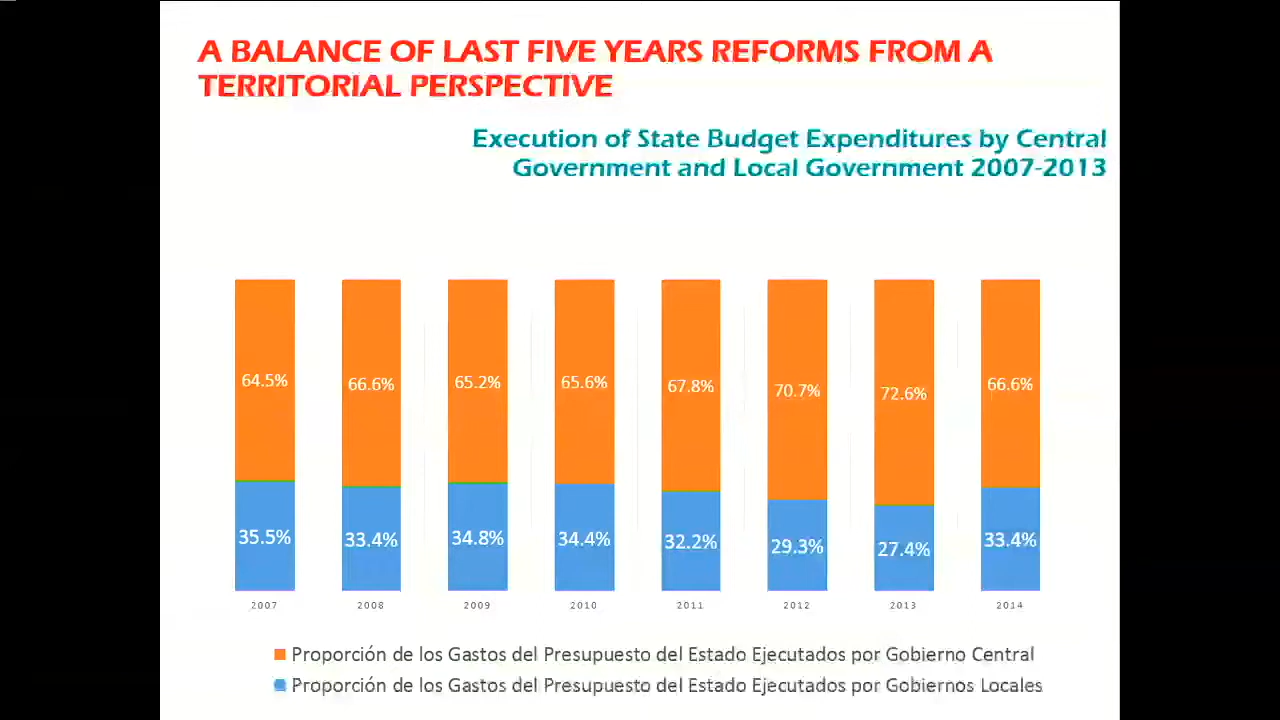 A BALANCE OF LAST FIVE YEARS REFORMS FROM A
TERRITORIAL PERSPECTIVE
Execution of State Budget Expenditures by Central
Government and Local Government 2007-2013
64.5% 66.6% 65.2% 65.6% 67.8% 70.7% 72.6% 66.6%
35.5% 33.4% 34.8% 34.4% 32.2% 29.3% 27.4% 33.4%
2007 2008 2009 2010 2011 2012 2013 2014
Proporción de los Gastos del Presupuesto del Estado Ejecutados por Gobierno Central
Proporción de los Gastos del Presupuesto del Estado Ejecutados por Gobiernos Locales